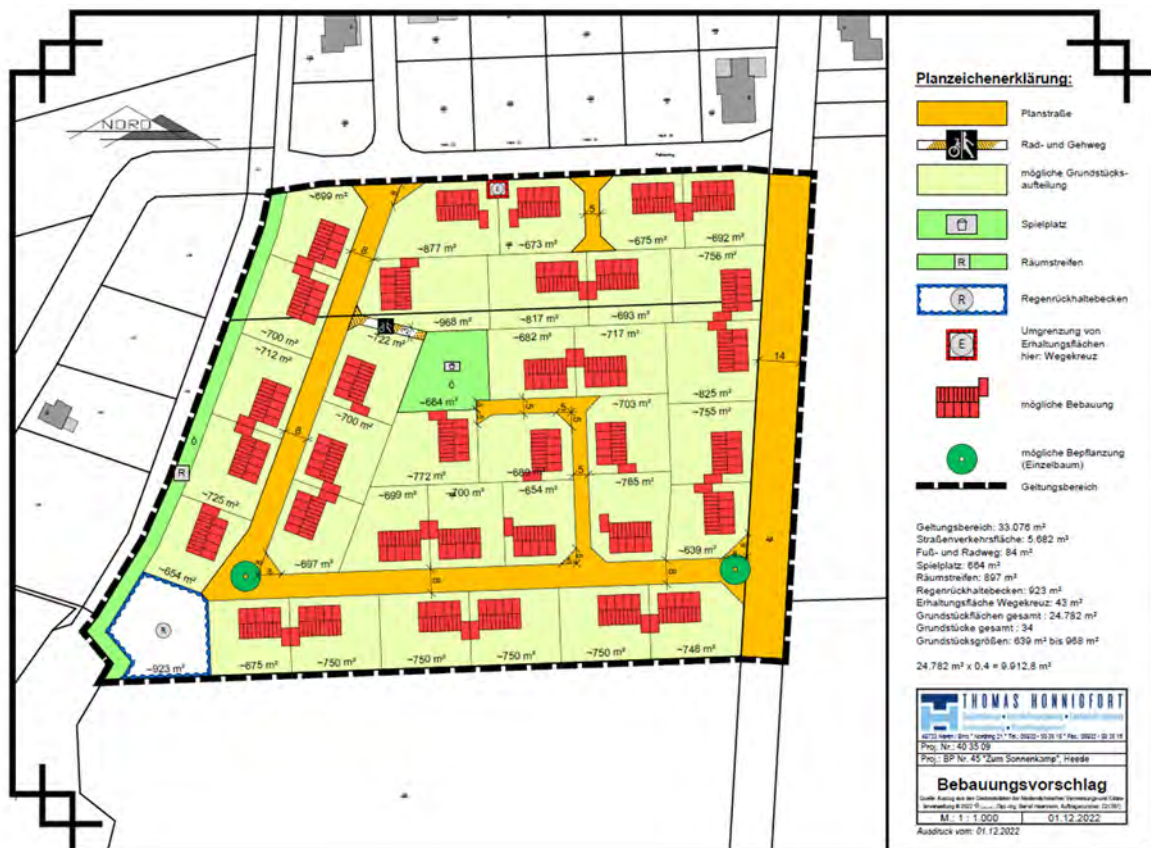 NORD
~699 m²
~877 m²
~673 m²
~675 m²
~692 m²
~756 m²
8
5
~968 m²
~817 m²
~693 m²
~700 m²
~712 m²
~722 m²
~682 m²
~717 m²
14
~684 m²
~703 m²
~825 m²
~755 m²
~700 m²
8
5
~772 m²
~689 m²
~699 m²
~700 m²
~654 m²
~785 m²
~725 m²
R
~697 m²
~639 m²
~654 m²
8
8
R
~923 m²
~675 m²
~750 m²
~750 m²
~750 m²
~750 m²
~748 m²
Planzeichenerklärung:
Planstraße
Rad- und Gehweg
mögliche Grundstücks-
aufteilung
Spielplatz
R
Räumstreifen
R
Regenrückhaltebecken
E
Umgrenzung von
Erhaltungsflächen
hier: Wegekreuz
mögliche Bebauung
mögliche Bepflanzung
(Einzelbaum)
Geltungsbereich
Geltungsbereich: 33.076 m²
Straßenverkehrsfläche: 5.682 m²
Fuß- und Radweg: 84 m²
Spielplatz: 664 m²
Räumstreifen: 897 m²
Regenrückhaltebecken: 923 m²
Erhaltungsfläche Wegekreuz: 43 m²
Grundstückflächen gesamt : 24.782 m²
Grundstücke gesamt : 34
Grundstücksgrößen: 639 m² bis 968 m²
24.782 m² x 0,4 = 9.912,8 m²
THOMAS HONNIGFORT
Proj. Nr.: 40 35 09
Proj.: BP Nr. 45 "Zum Sonnenkamp", Heede
Bebauungsvorschlag
M.: 1 : 1.000
01.12.2022
Ausdruck vom: 01.12.2022